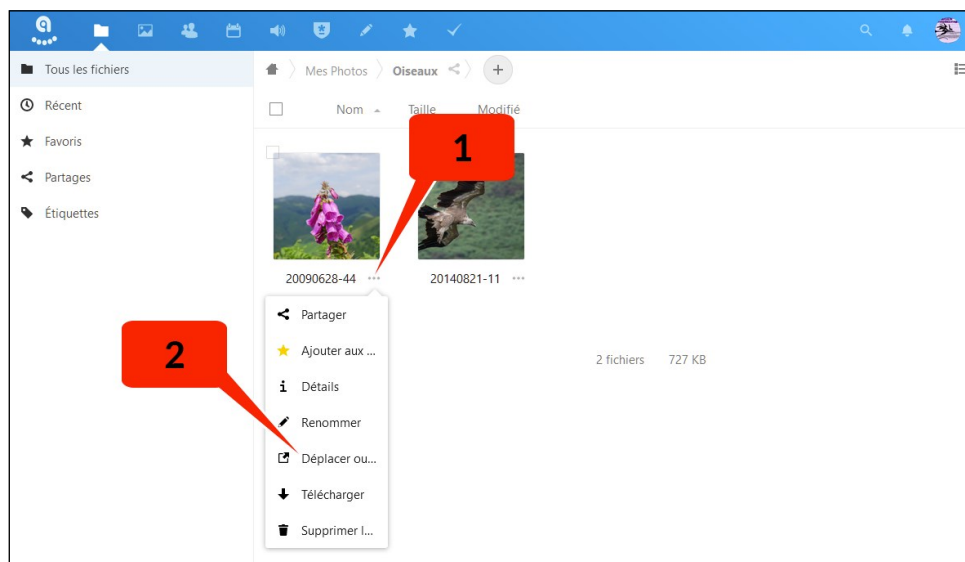 Tous les fichiers
Récent
Favoris
Partages
Étiquettes
Mes Photos Oiseaux +
Nom Taille Modifié
1
20090628-44 ...
20140821-11 ...
Partager
Ajouter aux ...
Détails
Renommer
Déplacer ou...
Télécharger
Supprimer l...
2
2 fichiers 727 KB